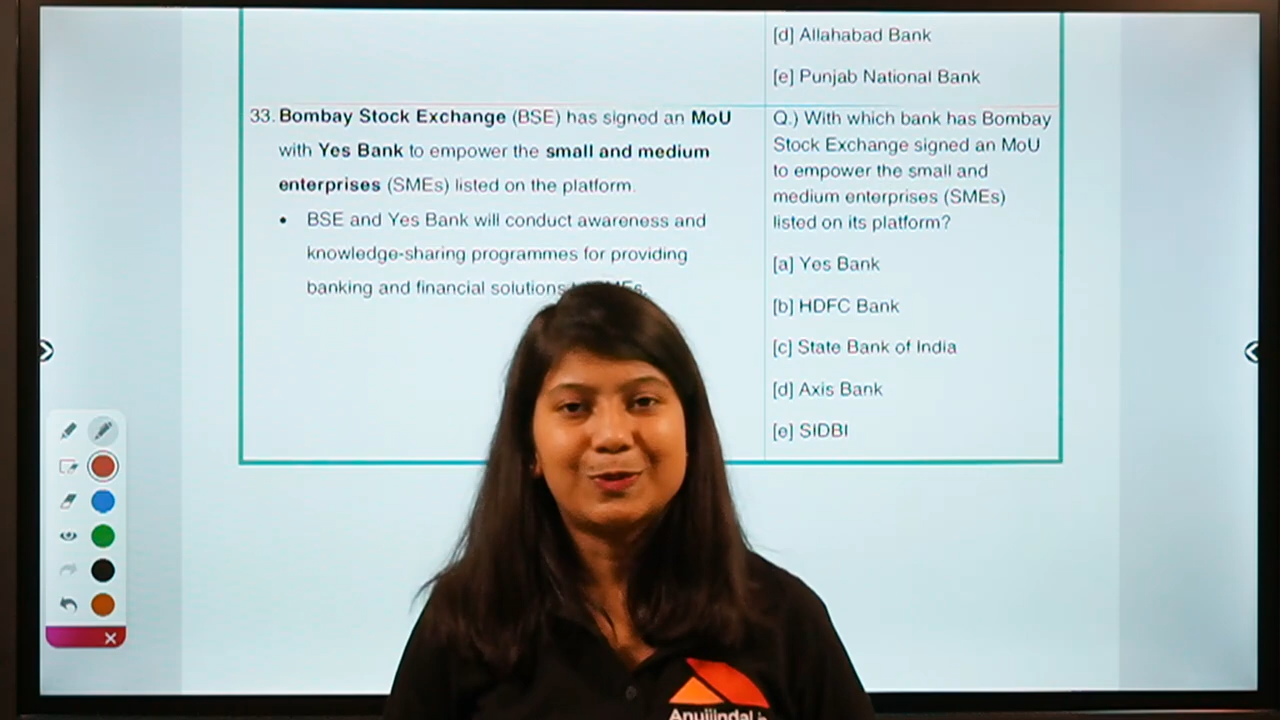 [d] Allahabad Bank
[e] Punjab National Bank
33. Bombay Stock Exchange (BSE) has signed an MoU
with Yes Bank to empower the small and medium
enterprises (SMEs) listed on the platform.
• BSE and Yes Bank will conduct awareness and
knowledge-sharing programmes for providing
banking and financial solutions
Q.) With which bank has Bombay
Stock Exchange signed an MoU
to empower the small and
medium enterprises (SMEs)
listed on its platform?
[a] Yes Bank
[b] HDFC Bank
[c] State Bank of India
[d] Axis Bank
[e] SIDBI